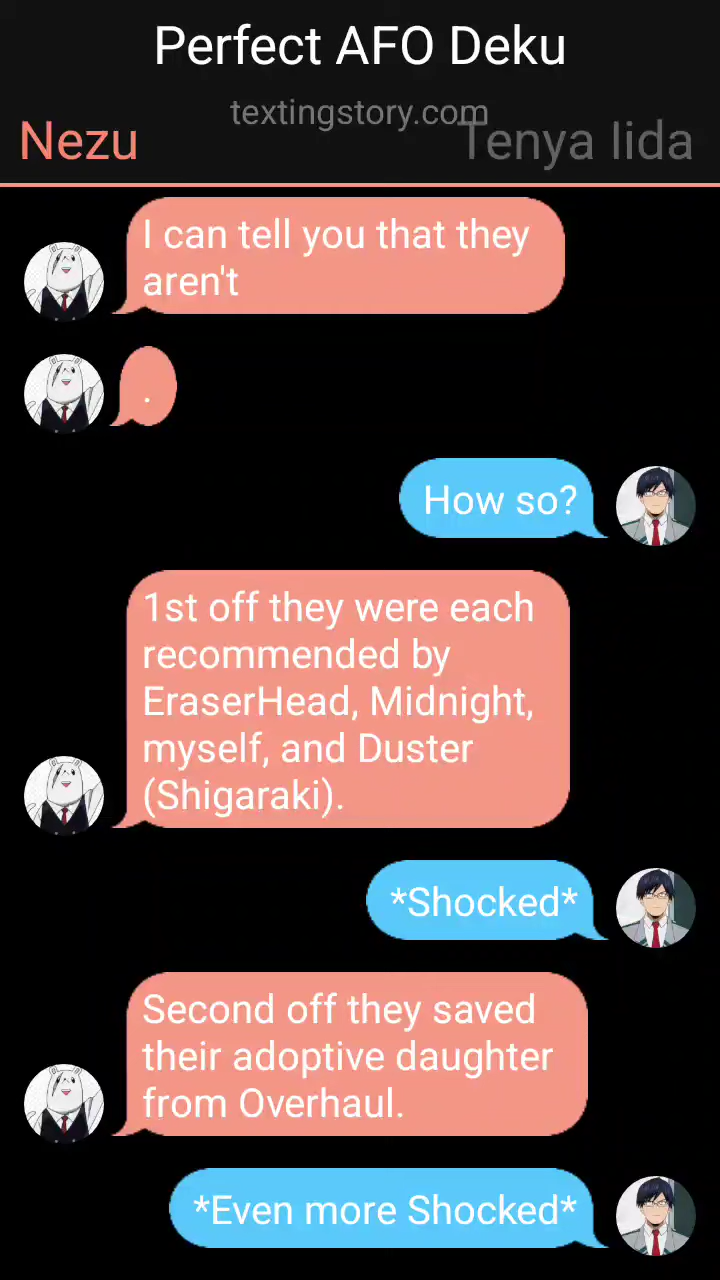 Perfect AFO Deku
textingstory.com
Nezu
Tenya Iida
I can tell you that they
aren't
.
How so?
1st off they were each
recommended by
EraserHead, Midnight,
myself, and Duster
(Shigaraki).
*Shocked*
Second off they saved
their adoptive daughter
from Overhaul.
*Even more Shocked*